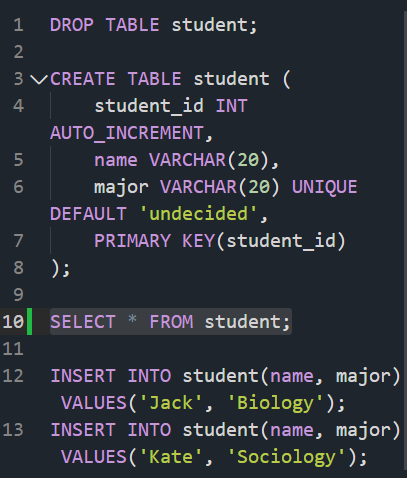 1 DROP TABLE student;
2
3 CREATE TABLE student (
4     student_id INT
AUTO_INCREMENT,
5     name VARCHAR(20),
6     major VARCHAR(20) UNIQUE
DEFAULT 'undecided',
7     PRIMARY KEY(student_id)
8 );
9
10 SELECT * FROM student;
11
12 INSERT INTO student(name, major)
VALUES('Jack', 'Biology');
13 INSERT INTO student(name, major)
VALUES('Kate', 'Sociology');